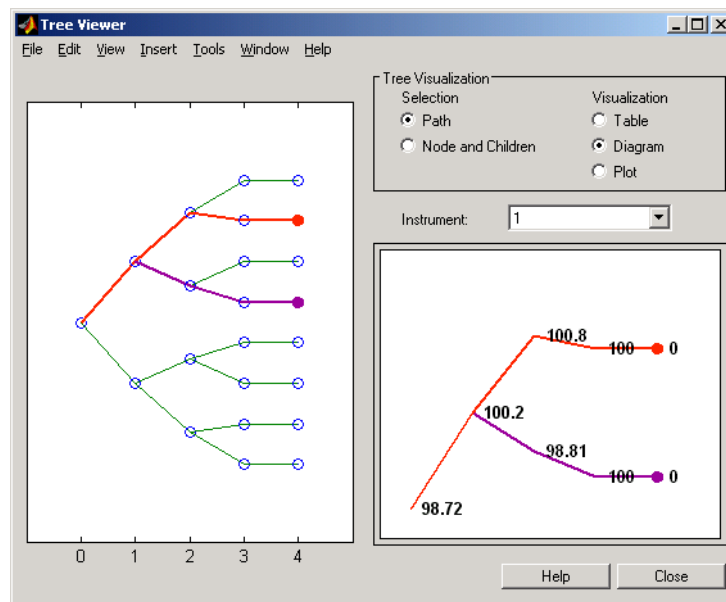 Tree Viewer
File Edit View Insert Tools Window Help
Tree Visualization
Selection
Visualization
Path
Table
Node and Children
Diagram
Plot
Instrument:
1
100.8
100
0
100.2
98.81
100
0
98.72
0 1 2 3 4
Help
Close